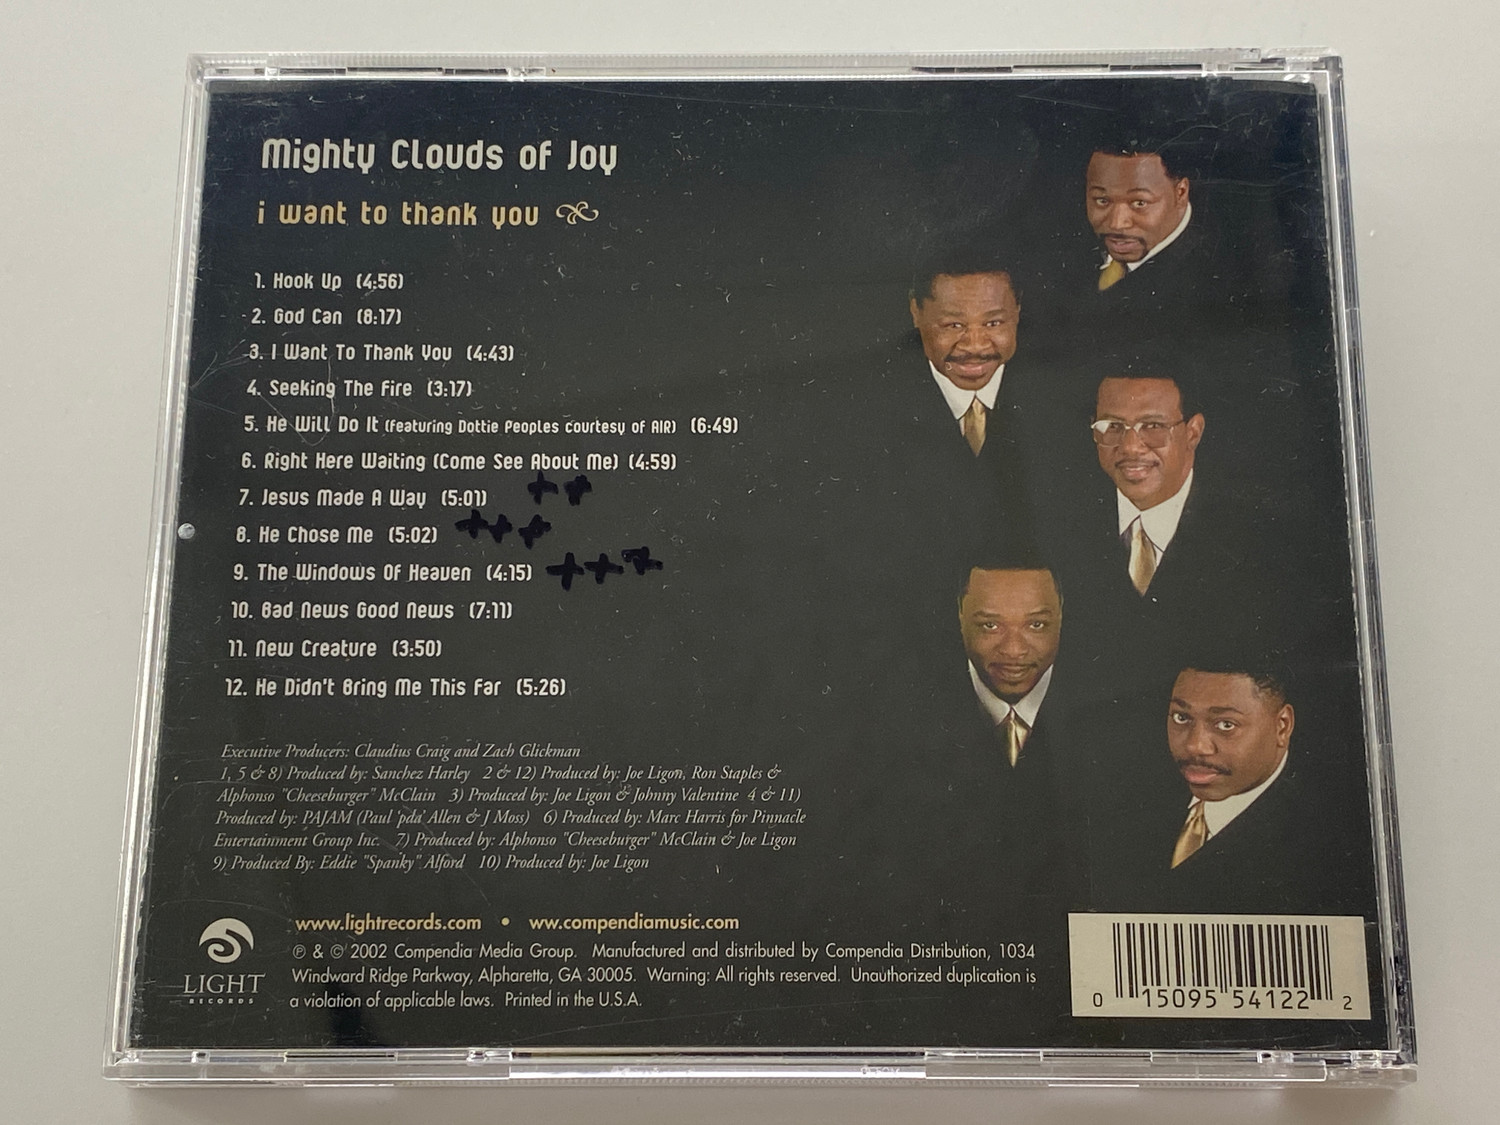 Mighty Clouds of Joy
i want to thank you
1. Hook Up (4:56)
2. God Can (8:17)
3. I Want To Thank You (4:43)
4. Seeking The Fire (3:17)
5. He Will Do It (featuring Dottie Peoples courtesy of AIR) (6:49)
6. Right Here Waiting (Come See About Me) (4:59)
7. Jesus Made A Way (5:01) ++
8. He Chose Me (5:02) +++
9. The Windows Of Heaven (4:15) +++
10. Bad News Good News (7:11)
11. New Creature (3:50)
12. He Didn't Bring Me This Far (5:26)
Executive Producers: Claudius Craig and Zach Glickman
1, 5 & 8) Produced by: Sanchez Harley 2 & 12) Produced by: Joe Ligon, Ron Staples &
Alphonso "Cheeseburger" McClain 3) Produced by: Joe Ligon & Johnny Valentine 4 & 11)
Produced by: PAJAM (Paul 'pda' Allen & J Moss) 6) Produced by: Marc Harris for Pinnacle
Entertainment Group Inc. 7) Produced by: Alphonso "Cheeseburger" McClain & Joe Ligon
9) Produced By: Eddie "Spanky" Alford 10) Produced by: Joe Ligon
www.lightrecords.com • ww.compendiamusic.com
℗ & © 2002 Compendia Media Group. Manufactured and distributed by Compendia Distribution, 1034
Windward Ridge Parkway, Alpharetta, GA 30005. Warning: All rights reserved. Unauthorized duplication is
a violation of applicable laws. Printed in the U.S.A.
LIGHT
RECORDS
0 15095 54122 2